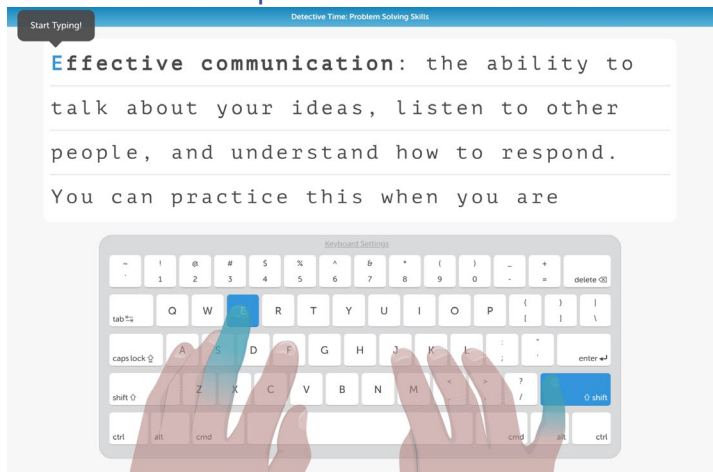 Detective Time: Problem Solving Skills
Start Typing!
Effective communication: the ability to
talk about your ideas, listen to other
people, and understand how to respond.
You can practice this when you are
Keyboard Settings
~ ! @ # $ % ^ & * ( ) _ +
` 1 2 3 4 5 6 7 8 9 0 - = delete
tab Q W E R T Y U I O P { [ } ] | \
caps lock A S D F G H J K L : ; " ' enter
shift Z X C V B N M < > ? / shift
ctrl alt cmd cmd alt ctrl